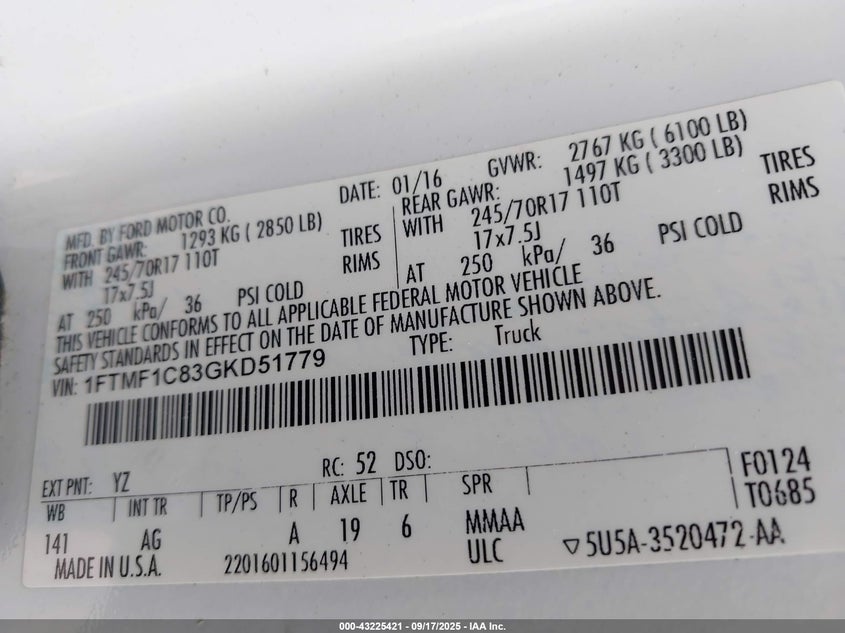 MFD. BY FORD MOTOR CO.
DATE: 01/16
GVWR: 2767 KG ( 6100 LB)
FRONT GAWR: 1293 KG ( 2850 LB)
REAR GAWR: 1497 KG ( 3300 LB)
WITH 245/70R17 110T TIRES
WITH 245/70R17 110T TIRES
17x7.5J RIMS
17x7.5J RIMS
AT 250 kPa/ 36 PSI COLD
AT 250 kPa/ 36 PSI COLD
THIS VEHICLE CONFORMS TO ALL APPLICABLE FEDERAL MOTOR VEHICLE
SAFETY STANDARDS IN EFFECT ON THE DATE OF MANUFACTURE SHOWN ABOVE.
VIN: 1FTMF1C83GKD51779
TYPE: Truck
EXT PNT: YZ RC: 52 DSO:
WB INT TR TP/PS R AXLE TR SPR
F0124
T0685
141 AG A 19 6 MMAA
ULC
MADE IN U.S.A. 2201601156494
▽5U5A-3520472-AA
000-43225421 - 09/17/2025 - IAA Inc.